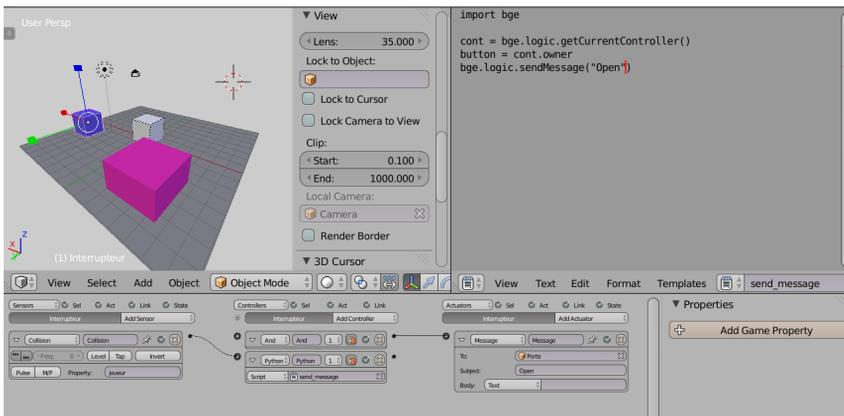 User Persp
(1) Interrupteur
View
Lens: 35.000
Lock to Object:
Lock to Cursor
Lock Camera to View
Clip:
Start: 0.100
End: 1000.000
Local Camera:
Camera
Render Border
3D Cursor
import bge
cont = bge.logic.getCurrentController()
button = cont.owner
bge.logic.sendMessage("Open")
View Select Add Object Object Mode
View Text Edit Format Templates send_message
Sensors Sel Act Link State
Interrupteur Add Sensor
Collision Collision
Freq 0 Level Tap Invert
Pulse M/P Property: joueur
Controllers Sel Act Link
Interrupteur Add Controller
And And 1
Python Python 1
Script send_message
Actuators Sel Act Link State
Interrupteur Add Actuator
Message Message
To: Porte
Subject: Open
Body: Text
Properties
Add Game Property
X Z